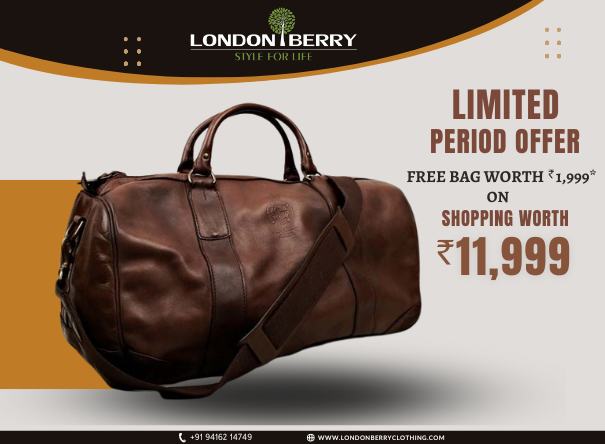 LONDON BERRY
STYLE FOR LIFE
LIMITED
PERIOD OFFER
FREE BAG WORTH ₹1,999*
ON
SHOPPING WORTH
₹11,999
+91 94162 14749
WWW.LONDONBERRYCLOTHING.COM